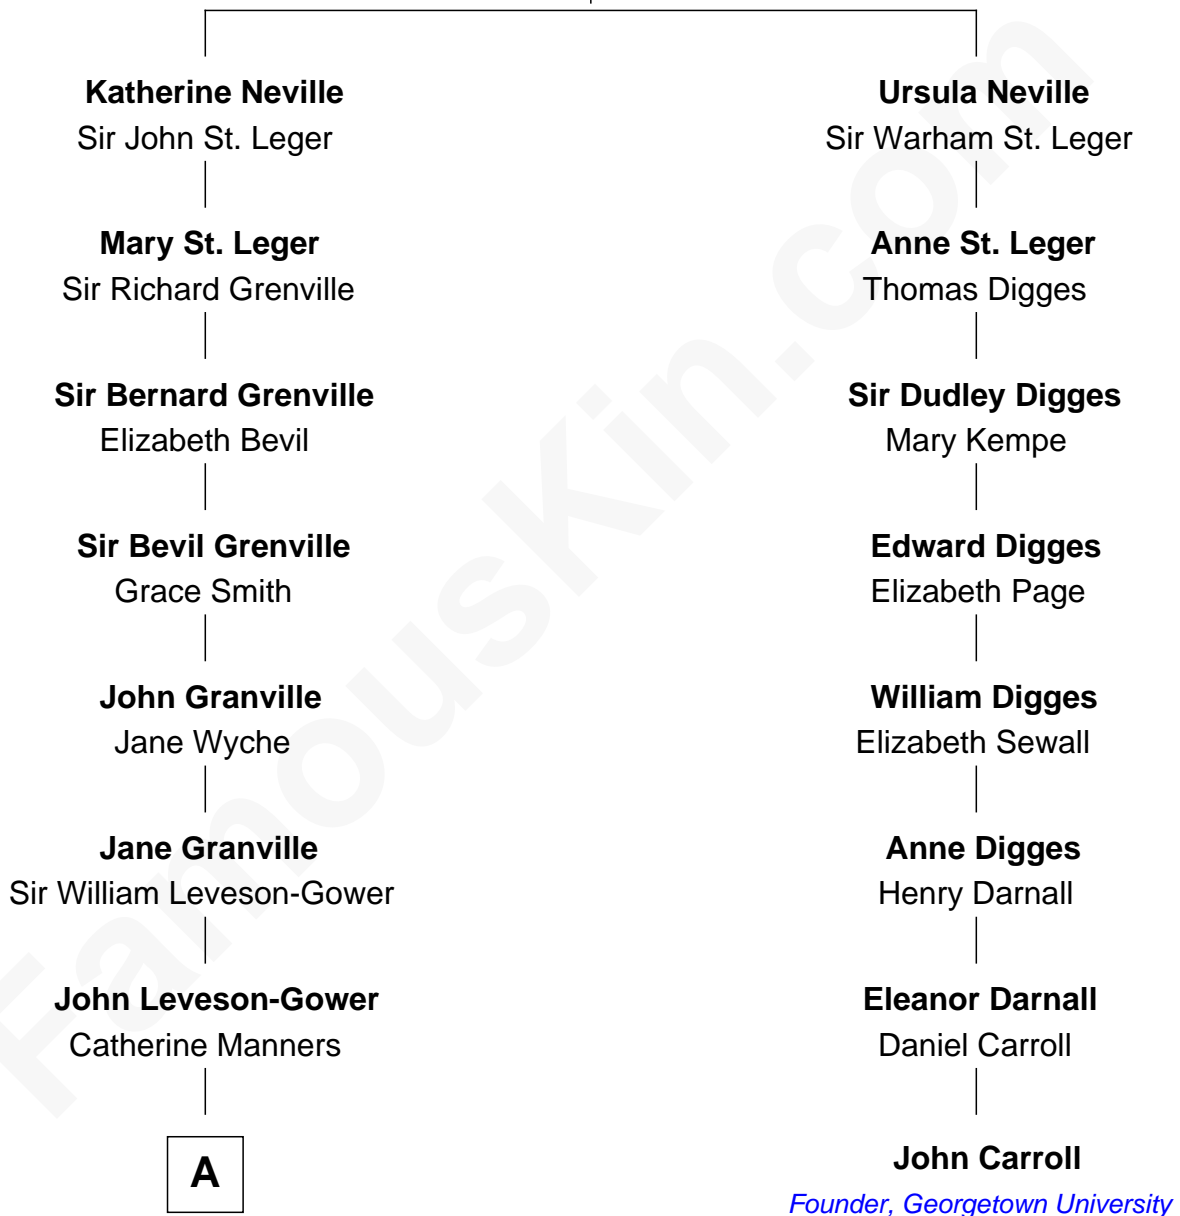 Katherine Neville
Sir John St. Leger
Mary St. Leger
Sir Richard Grenville
Sir Bernard Grenville
Elizabeth Bevil
Sir Bevil Grenville
Grace Smith
John Granville
Jane Wyche
Jane Granville
Sir William Leveson-Gower
John Leveson-Gower
Catherine Manners
A
Ursula Neville
Sir Warham St. Leger
Anne St. Leger
Thomas Digges
Sir Dudley Digges
Mary Kempe
Edward Digges
Elizabeth Page
William Digges
Elizabeth Sewall
Anne Digges
Henry Darnall
Eleanor Darnall
Daniel Carroll
John Carroll
Founder, Georgetown University
FamousKin.com